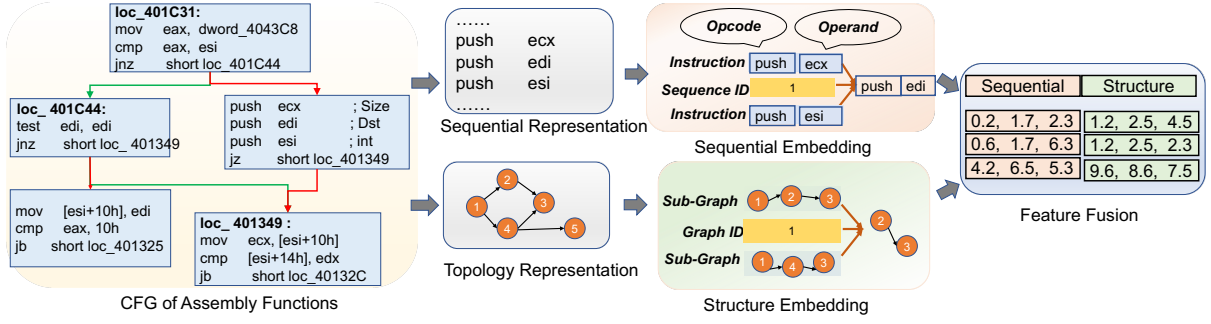 loc_401C31:
mov eax, dword_4043C8
cmp eax, esi
jnz short loc_401C44
loc_401C44:
test edi, edi
jnz short loc_401349
push ecx ; Size
push edi ; Dst
push esi ; int
jz short loc_401349
mov [esi+10h], edi
cmp eax, 10h
jb short loc_401325
loc_ 401349 :
mov ecx, [esi+10h]
cmp [esi+14h], edx
jb short loc_40132C
CFG of Assembly Functions
......
push ecx
push edi
push esi
......
Sequential Representation
1
2
3
4
5
Topology Representation
Opcode Operand
Instruction push ecx
Sequence ID 1
Instruction push esi
push edi
Sequential Embedding
Sub-Graph 1 2 3
Graph ID 1
Sub-Graph 1 4 3
2
3
Structure Embedding
Sequential Structure
0.2, 1.7, 2.3 1.2, 2.5, 4.5
0.6, 1.7, 6.3 1.2, 2.5, 2.3
4.2, 6.5, 5.3 9.6, 8.6, 7.5
Feature Fusion